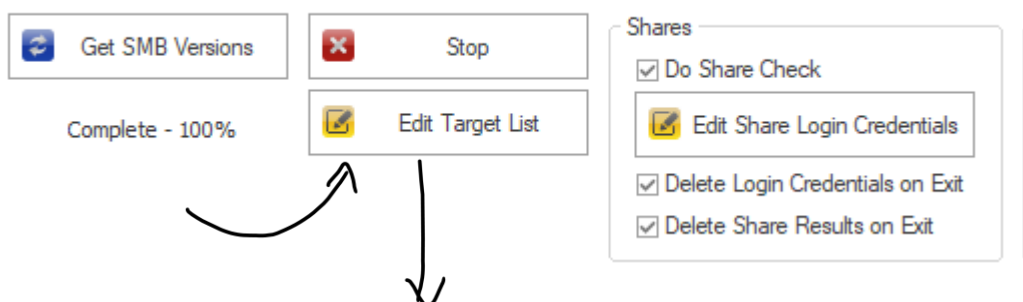 Get SMB Versions
Stop
Complete - 100%
Edit Target List
Shares
Do Share Check
Edit Share Login Credentials
Delete Login Credentials on Exit
Delete Share Results on Exit